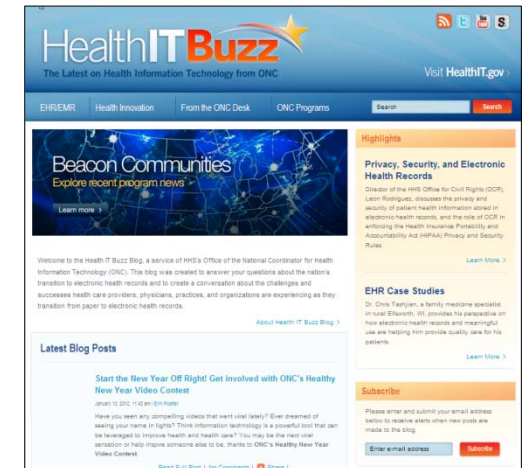 HealthITBuzz
The Latest on Health Information Technology from ONC
Visit HealthIT.gov >
EHR/EMR
Health Innovation
From the ONC Desk
ONC Programs
Search
Search
Beacon Communities
Explore recent program news
Learn more >
Welcome to the Health IT Buzz Blog, a service of HHS's Office of the National Coordinator for Health
Information Technology (ONC). This blog was created to answer your questions about the nation's
transition to electronic health records and to create a conversation about the challenges and
successes health care providers, physicians, practices, and organizations are experiencing as they
transition from paper to electronic health records.
About Health IT Buzz Blog >
Latest Blog Posts
Start the New Year Off Right! Get involved with ONC's Healthy
New Year Video Contest
January 10, 2012, 11:42 am / Erin Poetter
Have you seen any compelling videos that went viral lately? Ever dreamed of
seeing your name in lights? Think information technology is a powerful tool that can
be leveraged to improve health and health care? You may be the next viral
sensation or help inspire someone else to be, thanks to ONC's Healthy New Year
Video Contest.
Read Full Post | No Comments | Share |
Highlights
Privacy, Security, and Electronic
Health Records
Director of the HHS Office for Civil Rights (OCR),
Leon Rodriguez, discusses the privacy and
security of patient health information stored in
electronic health records, and the role of OCR in
enforcing the Health Insurance Portability and
Accountability Act (HIPAA) Privacy and Security
Rules.
Learn More >
EHR Case Studies
Dr. Chris Tashjian, a family medicine specialist
in rural Ellsworth, WI, provides his perspective on
how electronic health records and meaningful
use are helping him provide quality care for his
patients.
Learn More >
Subscribe
Please enter and submit your email address
below to receive alerts when new posts are
made to the blog.
Enter e-mail address
Subscribe